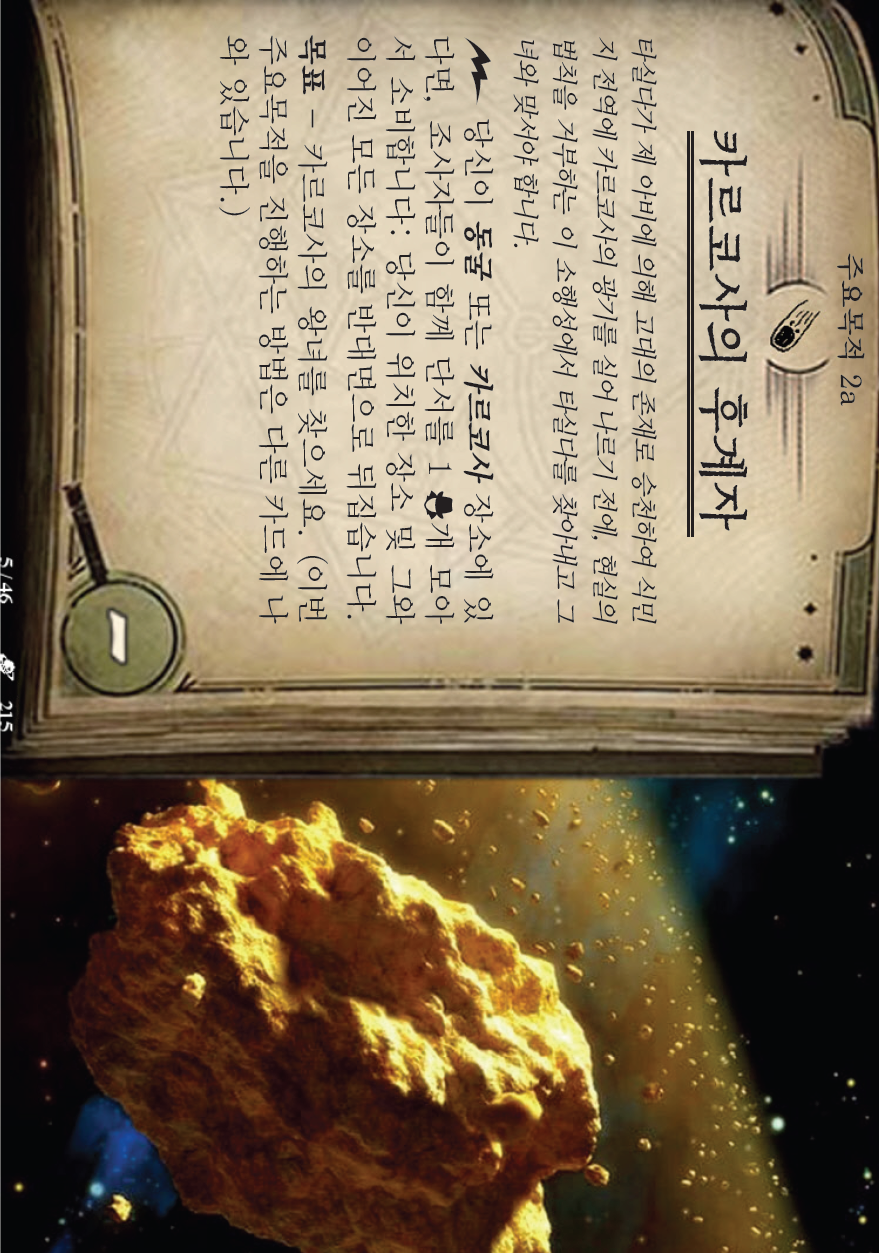 주요목적 2a
카르코사의 후계자
타실다가 제 아비에 의해 고대의 존재로 승천하여 식민
지 전역에 카르코사의 광기를 실어 나르기 전에, 현실의
법칙을 거부하는 이 소행성에서 타실다를 찾아내고 그
녀와 맞서야 합니다.
당신이 동굴 또는 카르코사 장소에 있
다면, 조사자들이 함께 단서를 1 개 모아
서 소비합니다: 당신이 위치한 장소 및 그와
이어진 모든 장소를 반대면으로 뒤집습니다.
목표 – 카르코사의 왕녀를 찾으세요. (이번
주요목적을 진행하는 방법은 다른 카드에 나
와 있습니다.)
–
5/46 215